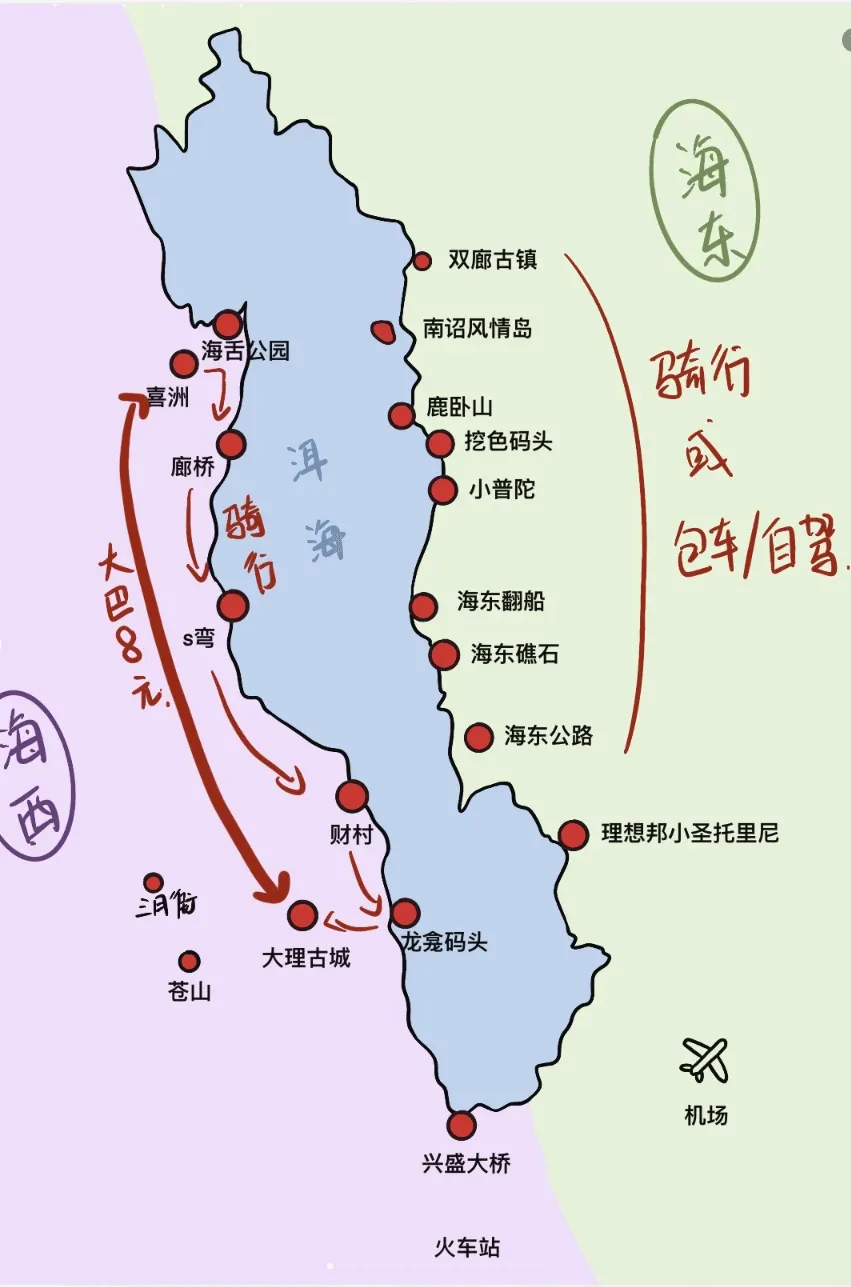 海
东
双廊古镇
南诏风情岛
海舌公园
喜洲
骑行
或
包车/自驾.
鹿卧山
挖色码头
小普陀
廊桥
洱
海
骑
行
大
巴
8
元.
s弯
海东翻船
海东礁石
海东公路
海
西
财村
理想邦小圣托里尼
三月街
大理古城
龙龛码头
苍山
机场
兴盛大桥
火车站